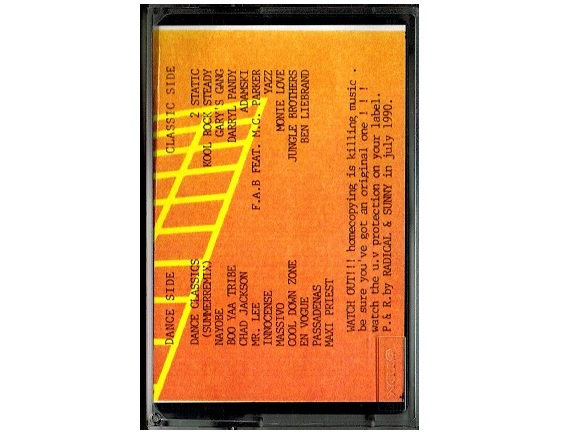 DANCE SIDE
DANCE CLASSICS
(SUMMERREMIX)
NAYOBE
BOO YAA TRIBE
CHAD JACKSON
MR. LEE
INNOCENSE
MASSIVO
COOL DOWN ZONE
EN VOGUE
PASSADENAS
MAXI PRIEST
CLASSIC SIDE
2 STATIC
KOOL ROCK STEADY
GARY'S GANG
DARRYL PANDY
ADAMSKI
F.A.B FEAT. M.C. PARKER
YAZZ
MONIE LOVE
JUNGLE BROTHERS
BEN LIEBRAND
WATCH OUT!!! homecopying is killing music .
be sure you've got an original one ! ! !
watch the u.v protection on your label.
P.& R.by RADICAL & SUNNY in july 1990.